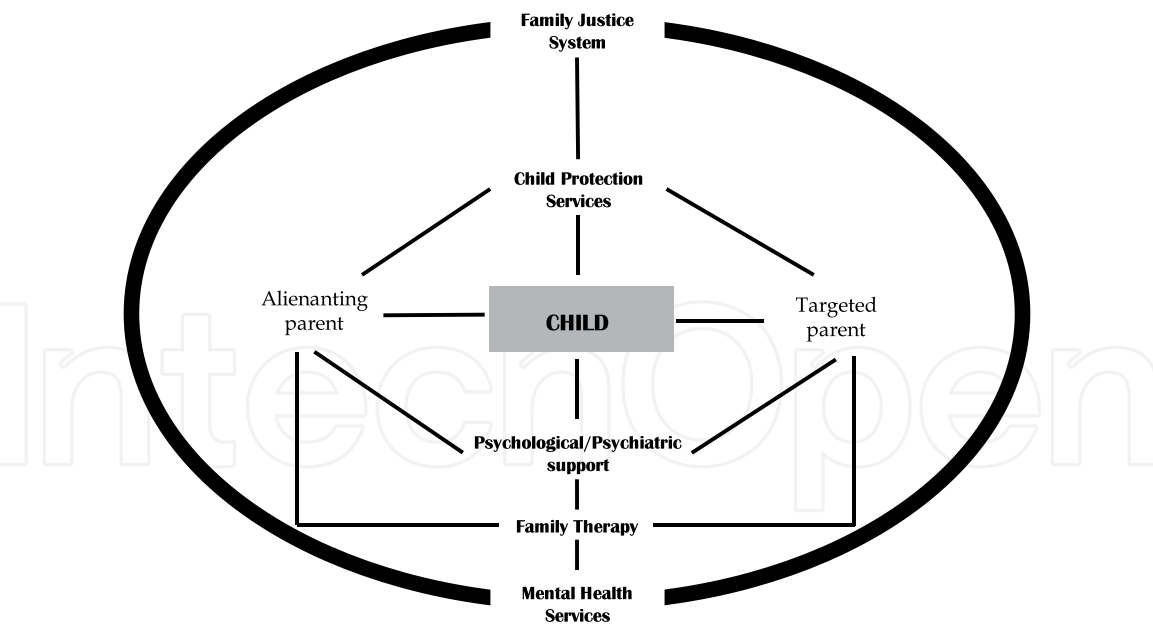 Family Justice
System
Child Protection
Services
Alienanting
parent
CHILD
Targeted
parent
Psychological/Psychiatric
support
Family Therapy
Mental Health
Services
IntechOpen